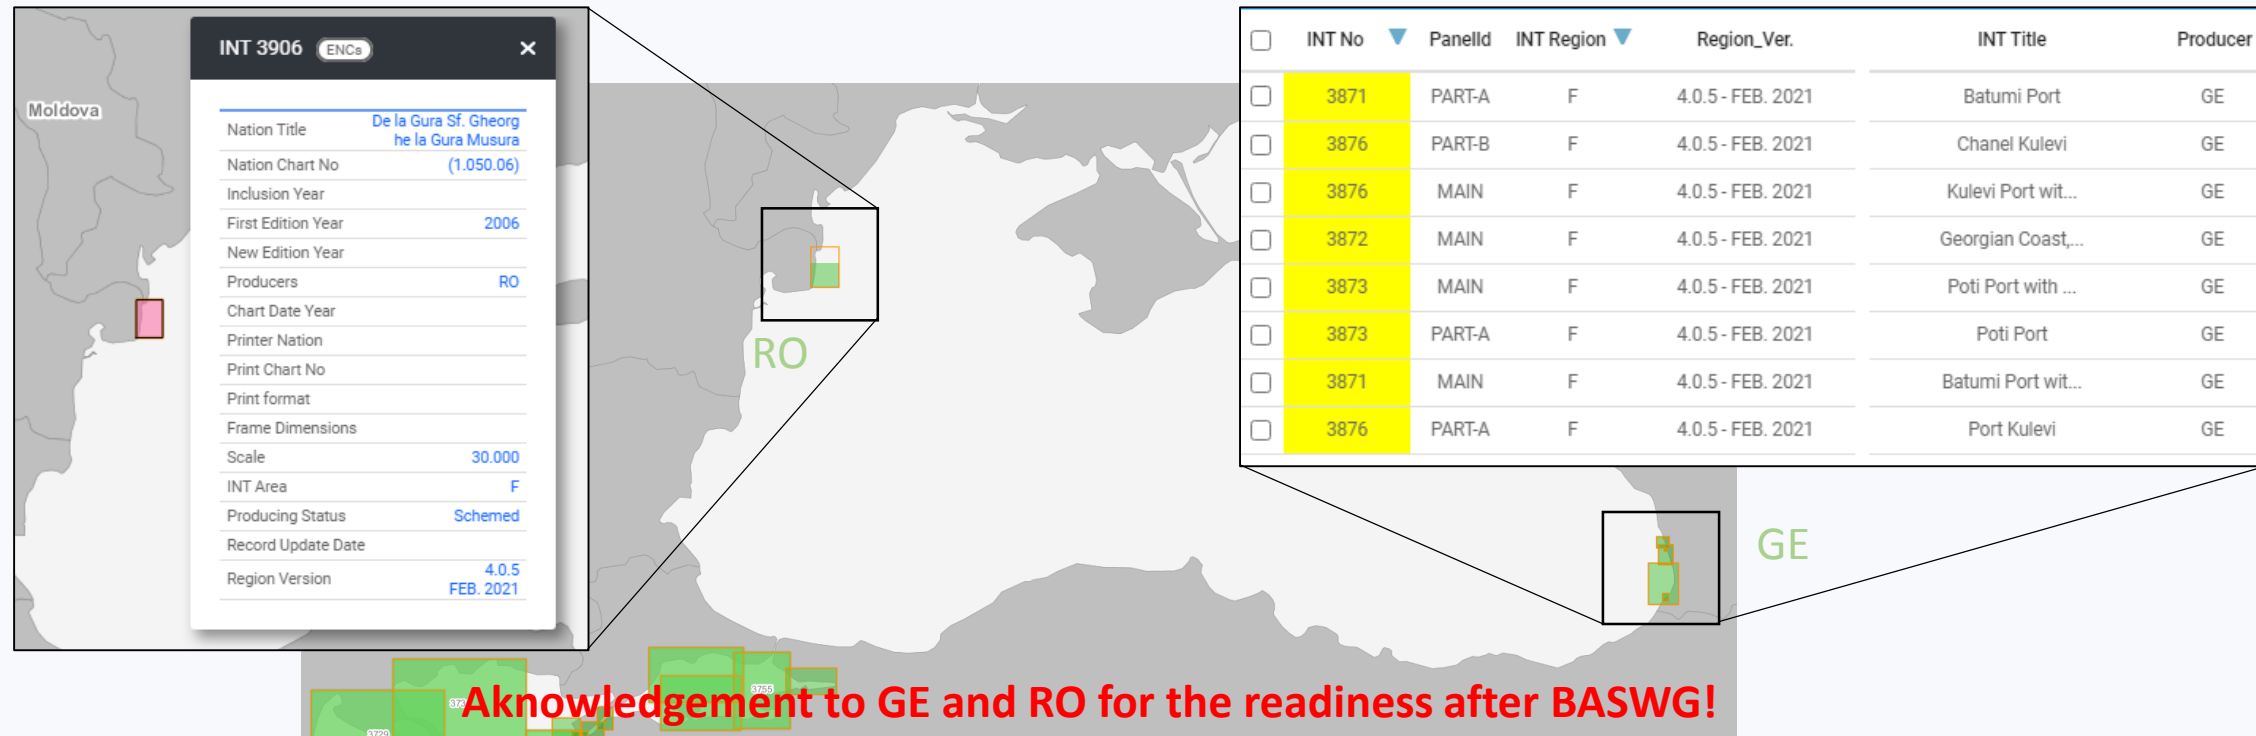 Moldova
INT 3906 ENCs ×
Nation Title De la Gura Sf. Gheorg
he la Gura Musura
Nation Chart No (1.050.06)
Inclusion Year
First Edition Year 2006
New Edition Year
Producers RO
Chart Date Year
Printer Nation
Print Chart No
Print format
Frame Dimensions
Scale 30.000
INT Area F
Producing Status Schemed
Record Update Date
Region Version 4.0.5
FEB. 2021
RO
INT No PanelId INT Region Region_Ver. INT Title Producer
3871 PART-A F 4.0.5 - FEB. 2021 Batumi Port GE
3876 PART-B F 4.0.5 - FEB. 2021 Chanel Kulevi GE
3876 MAIN F 4.0.5 - FEB. 2021 Kulevi Port wit... GE
3872 MAIN F 4.0.5 - FEB. 2021 Georgian Coast,... GE
3873 MAIN F 4.0.5 - FEB. 2021 Poti Port with ... GE
3873 PART-A F 4.0.5 - FEB. 2021 Poti Port GE
3871 MAIN F 4.0.5 - FEB. 2021 Batumi Port wit... GE
3876 PART-A F 4.0.5 - FEB. 2021 Port Kulevi GE
GE
3755
Aknowledgement to GE and RO for the readiness after BASWG!
3729